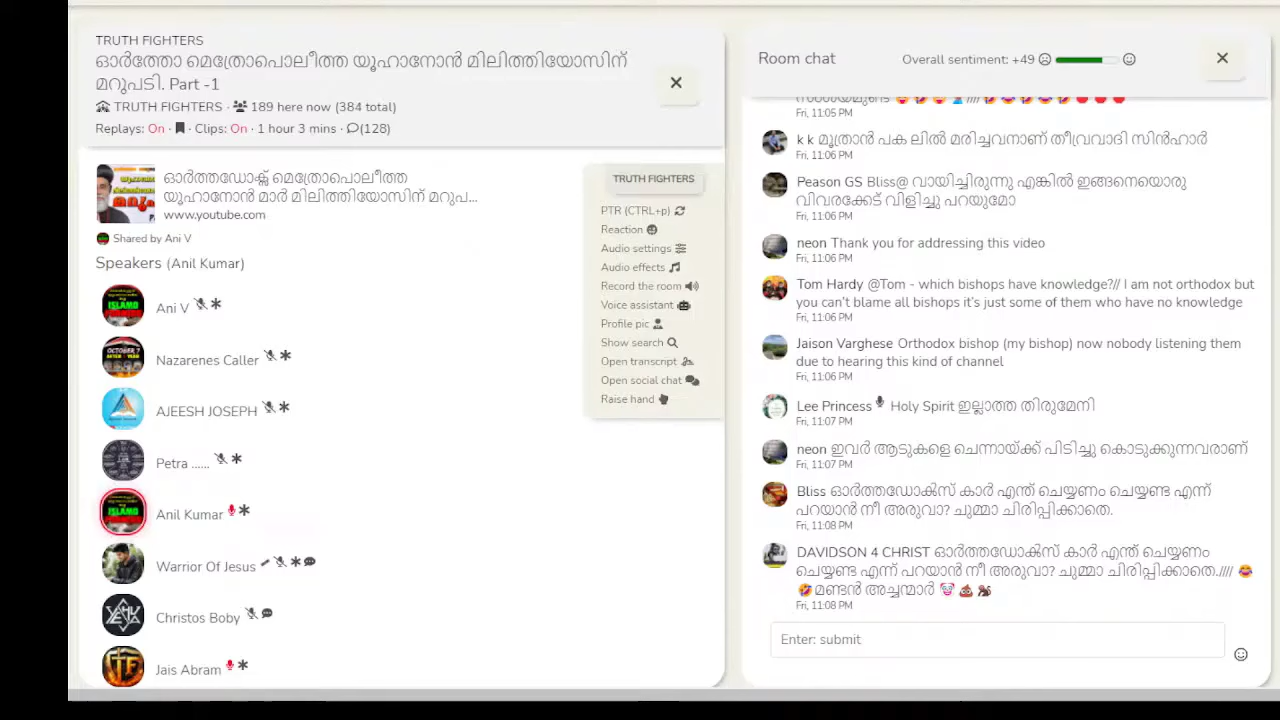 TRUTH FIGHTERS
ഓർത്തോ മെത്രോപൊലീത്ത യൂഹാനോൻ മിലിത്തിയോസിന്
മറുപടി. Part -1
TRUTH FIGHTERS · 189 here now (384 total)
Replays: On · Clips: On · 1 hour 3 mins · (128)
ഓർത്തഡോക്സ് മെത്രൊപോലീത്ത
യൂഹാനോൻ മാർ മിലിത്തിയോസിന് മറുപ...
www.youtube.com
Shared by Ani V
Speakers (Anil Kumar)
Ani V
Nazarenes Caller
AJEESH JOSEPH
Petra ......
Anil Kumar
Warrior Of Jesus
Christos Boby
Jais Abram
TRUTH FIGHTERS
PTR (CTRL+p)
Reaction
Audio settings
Audio effects
Record the room
Voice assistant
Profile pic
Show search
Open transcript
Open social chat
Raise hand
Room chat
Overall sentiment: +49
Fri, 11:05 PM
k k മൂത്രാൻ പക ലിൽ മരിച്ചവനാണ് തീവ്രവാദി സിൻഹാർ
Fri, 11:06 PM
Peason GS Bliss@ വായിച്ചിരുന്നു എങ്കിൽ ഇങ്ങനെയൊരു
വിവരക്കേട് വിളിച്ചു പറയുമോ
Fri, 11:06 PM
neon Thank you for addressing this video
Fri, 11:06 PM
Tom Hardy @Tom - which bishops have knowledge?// I am not orthodox but
you can't blame all bishops it's just some of them who have no knowledge
Fri, 11:06 PM
Jaison Varghese Orthodox bishop (my bishop) now nobody listening them
due to hearing this kind of channel
Fri, 11:06 PM
Lee Princess Holy Spirit ഇല്ലാത്ത തിരുമേനി
Fri, 11:07 PM
neon ഇവർ ആടുകളെ ചെന്നായ്ക്ക് പിടിച്ചു കൊടുക്കുന്നവരാണ്
Fri, 11:07 PM
Bliss ഓർത്തഡോക്‌സ് കാർ എന്ത് ചെയ്യണം ചെയ്യണ്ട എന്ന്
പറയാൻ നീ അരുവാ? ചുമ്മാ ചിരിപ്പിക്കാതെ.
Fri, 11:08 PM
DAVIDSON 4 CHRIST ഓർത്തഡോക്‌സ് കാർ എന്ത് ചെയ്യണം
ചെയ്യണ്ട എന്ന് പറയാൻ നീ അരുവാ? ചുമ്മാ ചിരിപ്പിക്കാതെ.//// 😂
🤣മണ്ടൻ അച്ചന്മാർ 🤡💩🐿️
Fri, 11:08 PM
Enter: submit